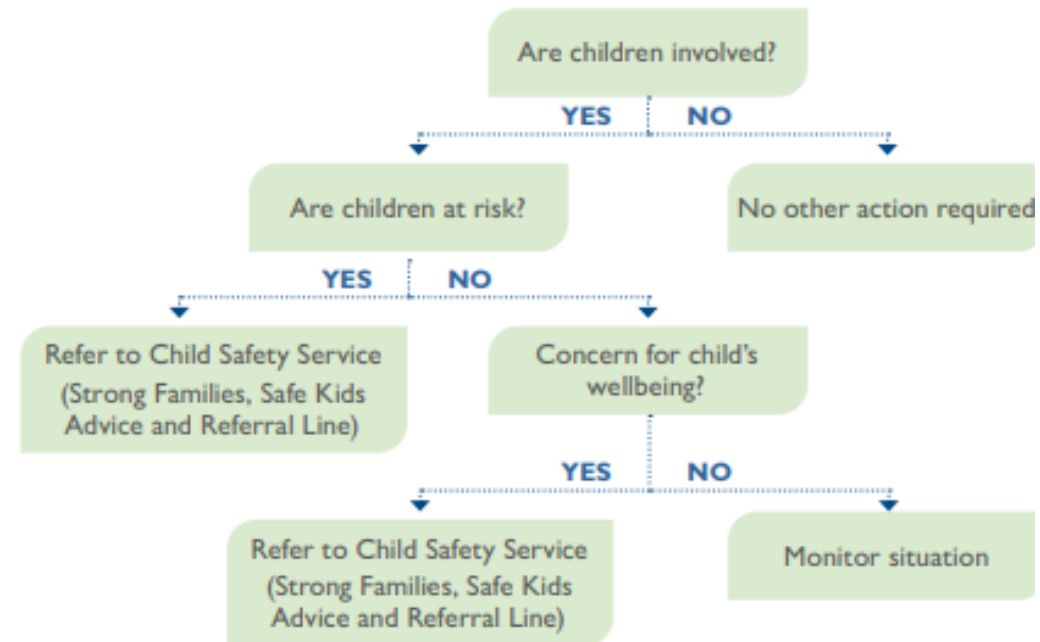 Are children involved?
YES NO
Are children at risk?
No other action required
YES NO
Refer to Child Safety Service
(Strong Families, Safe Kids
Advice and Referral Line)
Concern for child's
wellbeing?
YES NO
Refer to Child Safety Service
(Strong Families, Safe Kids
Advice and Referral Line)
Monitor situation